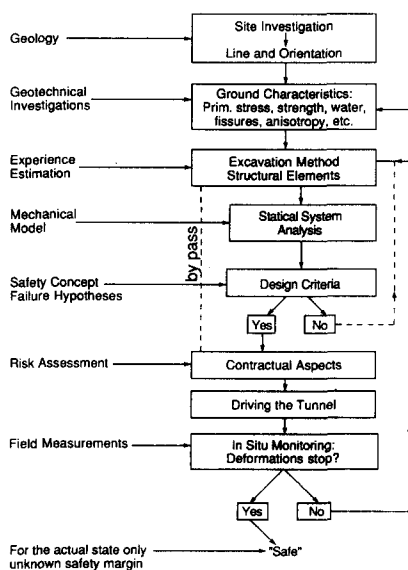 Geology
Site Investigation
Line and Orientation
Geotechnical
Investigations
Ground Characteristics:
Prim. stress, strength, water,
fissures, anisotropy, etc.
Experience
Estimation
Excavation Method
Structural Elements
Mechanical
Model
Statical System
Analysis
by pass
Safety Concept
Failure Hypotheses
Design Criteria
Yes
No
Risk Assessment
Contractual Aspects
Driving the Tunnel
Field Measurements
In Situ Monitoring:
Deformations stop?
Yes
No
For the actual state only
unknown safety margin
"Safe"